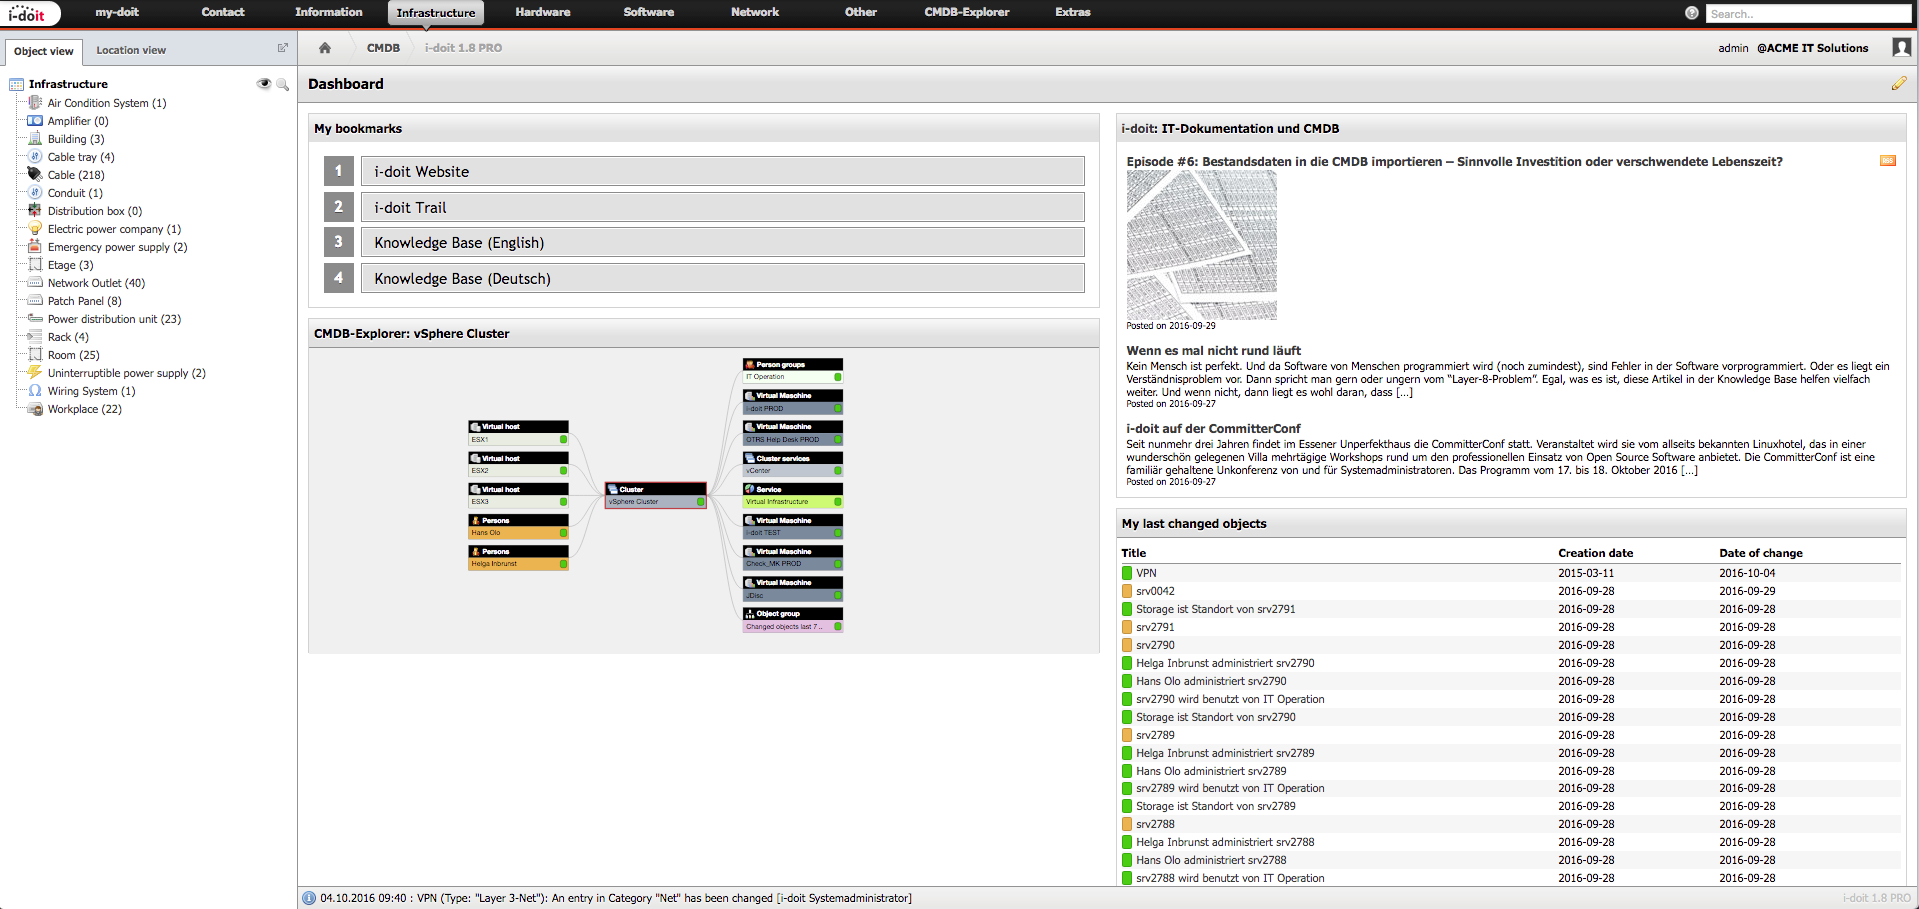 i-doit
my-doit
Contact
Information
Infrastructure
Hardware
Software
Network
Other
CMDB-Explorer
Extras
Search..
Object view
Location view
CMDB
i-doit 1.8 PRO
admin @ACME IT Solutions
Infrastructure
Air Condition System (1)
Amplifier (0)
Building (3)
Cable tray (4)
Cable (218)
Conduit (1)
Distribution box (0)
Electric power company (1)
Emergency power supply (2)
Etage (3)
Network Outlet (40)
Patch Panel (8)
Power distribution unit (23)
Rack (4)
Room (25)
Uninterruptible power supply (2)
Wiring System (1)
Workplace (22)
Dashboard
My bookmarks
1 i-doit Website
2 i-doit Trail
3 Knowledge Base (English)
4 Knowledge Base (Deutsch)
CMDB-Explorer: vSphere Cluster
Virtual host
ESX1
Virtual host
ESX2
Virtual host
ESX3
Persons
Hans Olo
Persons
Helga Inbrunst
Cluster
vSphere Cluster
Person groups
IT Operation
Virtual Maschine
i-doit PROD
Virtual Maschine
OTRS Help Desk PROD
Cluster services
vCenter
Service
Virtual Infrastructure
Virtual Maschine
i-doit TEST
Virtual Maschine
Check_MK PROD
Virtual Maschine
JDisc
Object group
Changed objects last 7 ..
i-doit: IT-Dokumentation und CMDB
Episode #6: Bestandsdaten in die CMDB importieren – Sinnvolle Investition oder verschwendete Lebenszeit?
RSS
Posted on 2016-09-29
Wenn es mal nicht rund läuft
Kein Mensch ist perfekt. Und da Software von Menschen programmiert wird (noch zumindest), sind Fehler in der Software vorprogrammiert. Oder es liegt ein
Verständnisproblem vor. Dann spricht man gern oder ungern vom “Layer-8-Problem”. Egal, was es ist, diese Artikel in der Knowledge Base helfen vielfach
weiter. Und wenn nicht, dann liegt es wohl daran, dass [...]
Posted on 2016-09-27
i-doit auf der CommitterConf
Seit nunmehr drei Jahren findet im Essener Unperfekthaus die CommitterConf statt. Veranstaltet wird sie vom allseits bekannten Linuxhotel, das in einer
wunderschön gelegenen Villa mehrtägige Workshops rund um den professionellen Einsatz von Open Source Software anbietet. Die CommitterConf ist eine
familiär gehaltene Unkonferenz von und für Systemadministratoren. Das Programm vom 17. bis 18. Oktober 2016 [...]
Posted on 2016-09-27
My last changed objects
Title Creation date Date of change
VPN 2015-03-11 2016-10-04
srv0042 2016-09-28 2016-09-29
Storage ist Standort von srv2791 2016-09-28 2016-09-28
srv2791 2016-09-28 2016-09-28
srv2790 2016-09-28 2016-09-28
Helga Inbrunst administriert srv2790 2016-09-28 2016-09-28
Hans Olo administriert srv2790 2016-09-28 2016-09-28
srv2790 wird benutzt von IT Operation 2016-09-28 2016-09-28
Storage ist Standort von srv2790 2016-09-28 2016-09-28
srv2789 2016-09-28 2016-09-28
Helga Inbrunst administriert srv2789 2016-09-28 2016-09-28
Hans Olo administriert srv2789 2016-09-28 2016-09-28
srv2789 wird benutzt von IT Operation 2016-09-28 2016-09-28
Storage ist Standort von srv2789 2016-09-28 2016-09-28
srv2788 2016-09-28 2016-09-28
Helga Inbrunst administriert srv2788 2016-09-28 2016-09-28
Hans Olo administriert srv2788 2016-09-28 2016-09-28
srv2788 wird benutzt von IT Operation 2016-09-28 2016-09-28
04.10.2016 09:40 : VPN (Type: "Layer 3-Net"): An entry in Category "Net" has been changed [i-doit Systemadministrator]
i-doit 1.8 PRO